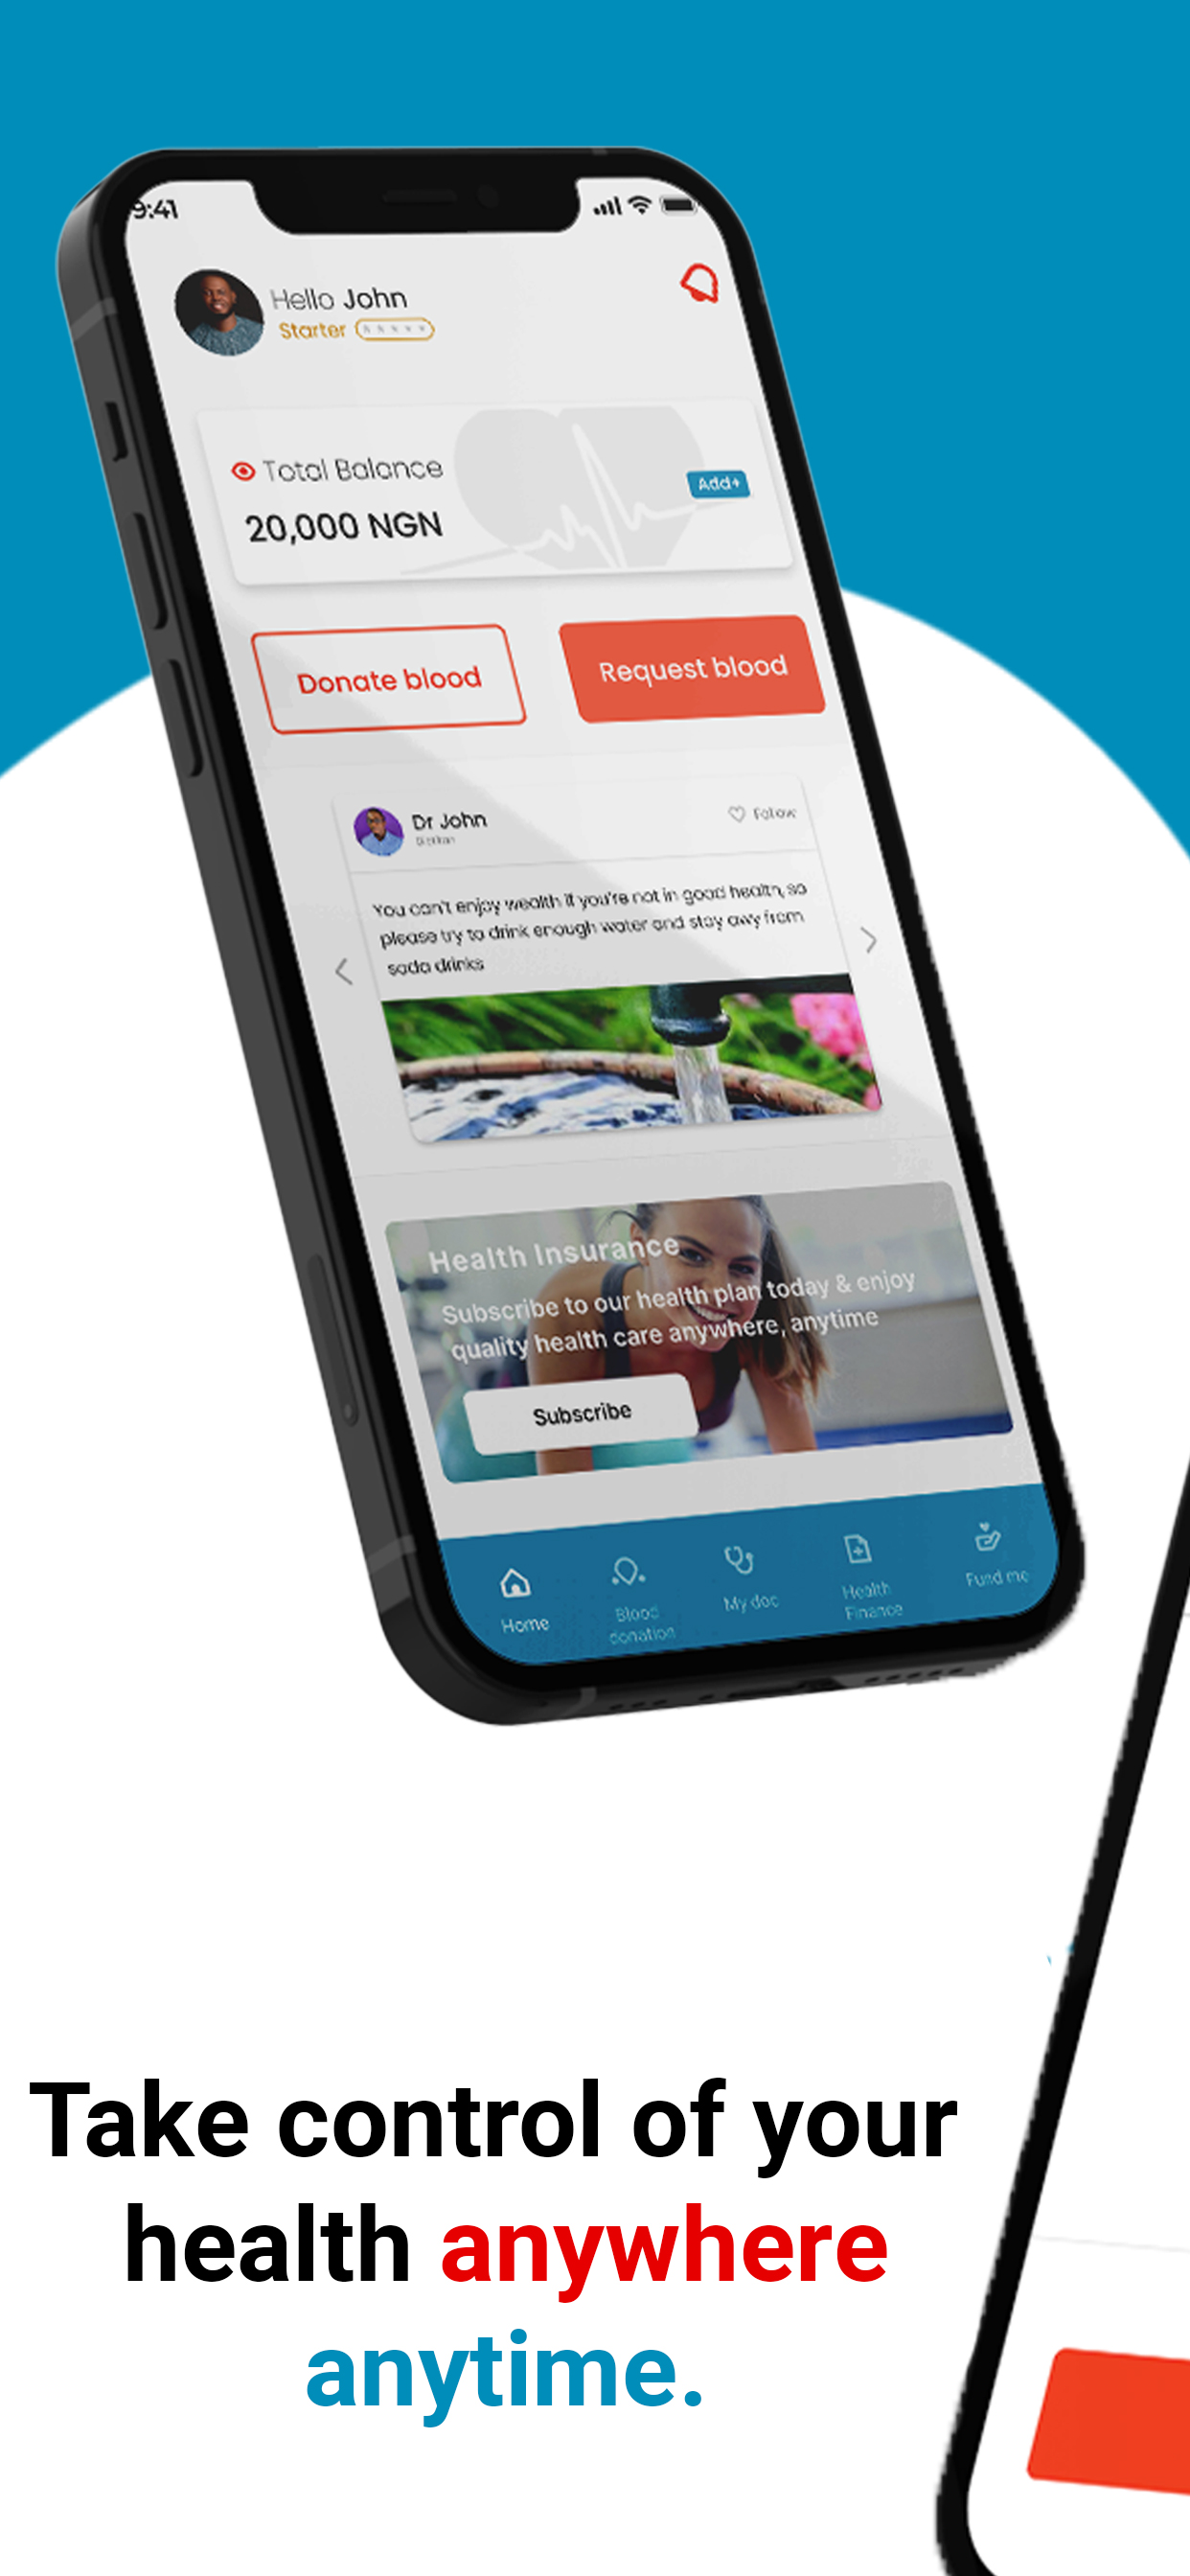 9:41
Hello John
Starter
Total Balance
Add+
20,000 NGN
Donate blood
Request blood
Dr John
Follow
You can't enjoy wealth if you're not in good health, so
please try to drink enough water and stay awy from
soda drinks
Health Insurance
Subscribe to our health plan today & enjoy
quality health care anywhere, anytime
Subscribe
Home
Blood
donation
My doc
Health
Finance
Fund me
Take control of your
health anywhere
anytime.